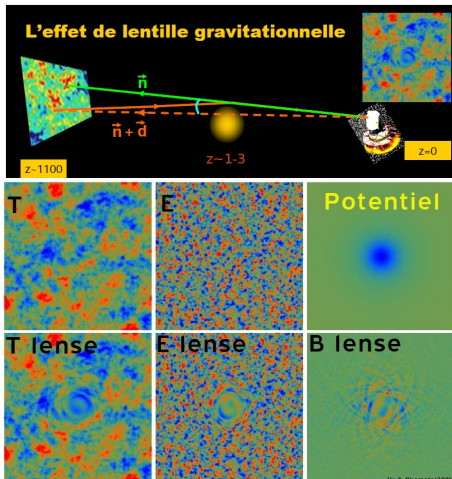 L'effet de lentille gravitationnelle
n
n + d
z~1-3
z~1100
z=0
T
E
Potentiel
T lense
E lense
B lense